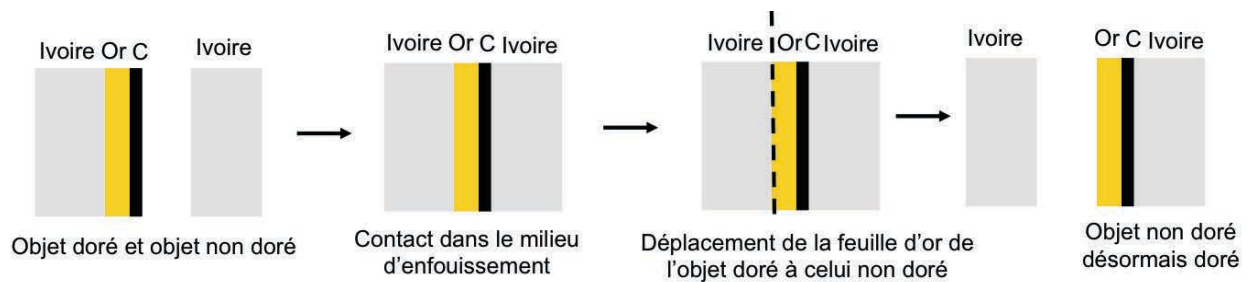 Ivoire Or C
Ivoire
Objet doré et objet non doré
Ivoire Or C Ivoire
Contact dans le milieu
d'enfouissement
Ivoire Or C Ivoire
Déplacement de la feuille d'or de
l'objet doré à celui non doré
Ivoire
Or C Ivoire
Objet non doré
désormais doré